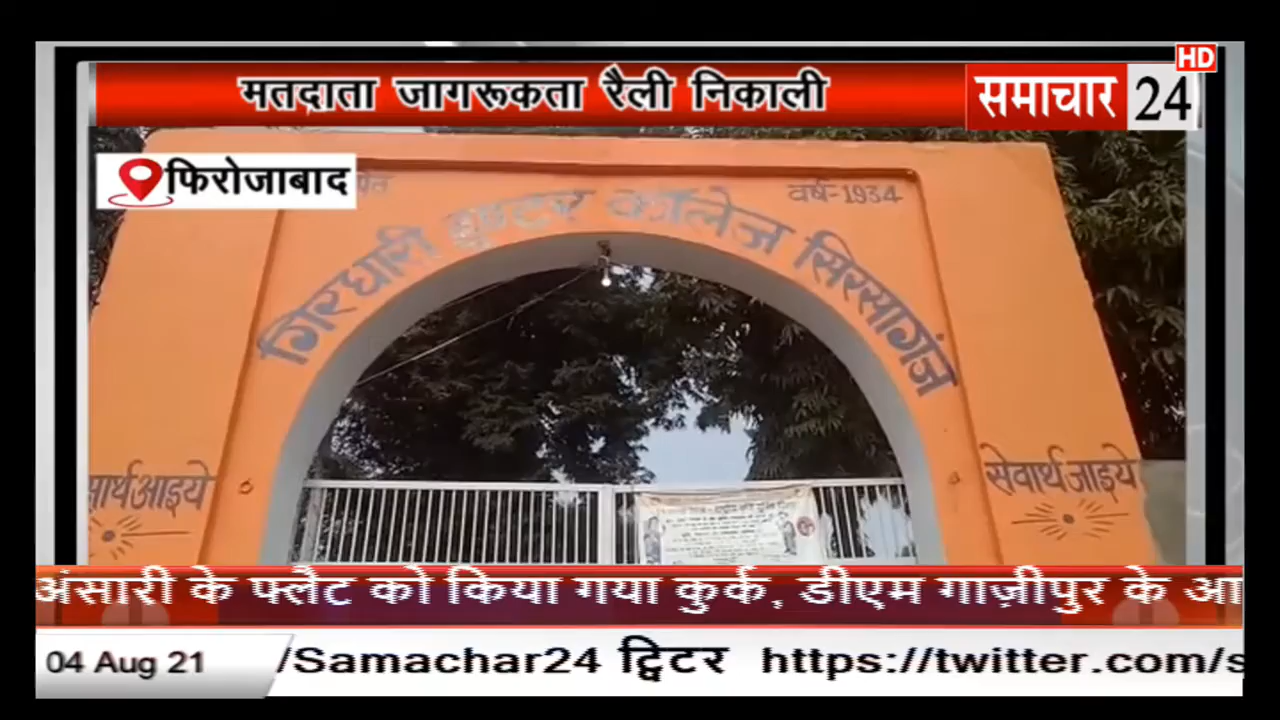 HD
मतदाता जागरूकता रैली निकाली
समाचार 24
फिरोजाबाद
वर्ष-1934
गिरधारी इण्टर कॉलेज सिरसागंज
सेवार्थ जाइये
अंसारी के फ्लैट को किया गया कुर्क, डीएम गाज़ीपुर के आ
04 Aug 21
/Samachar24 ट्विटर https://twitter.com/s